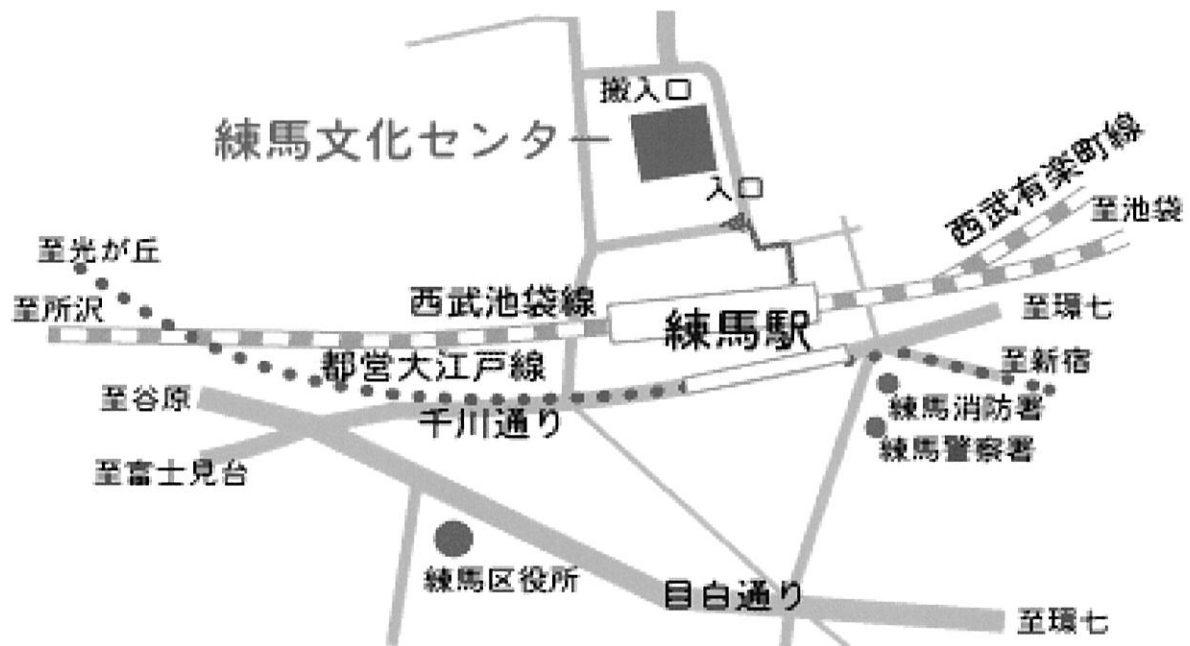 搬入口
練馬文化センター
入口
西武有楽町線
至池袋
至光が丘
至所沢
西武池袋線
練馬駅
至環七
都営大江戸線
至新宿
至谷原
千川通り
練馬消防署
練馬警察署
至富士見台
練馬区役所
目白通り
至環七